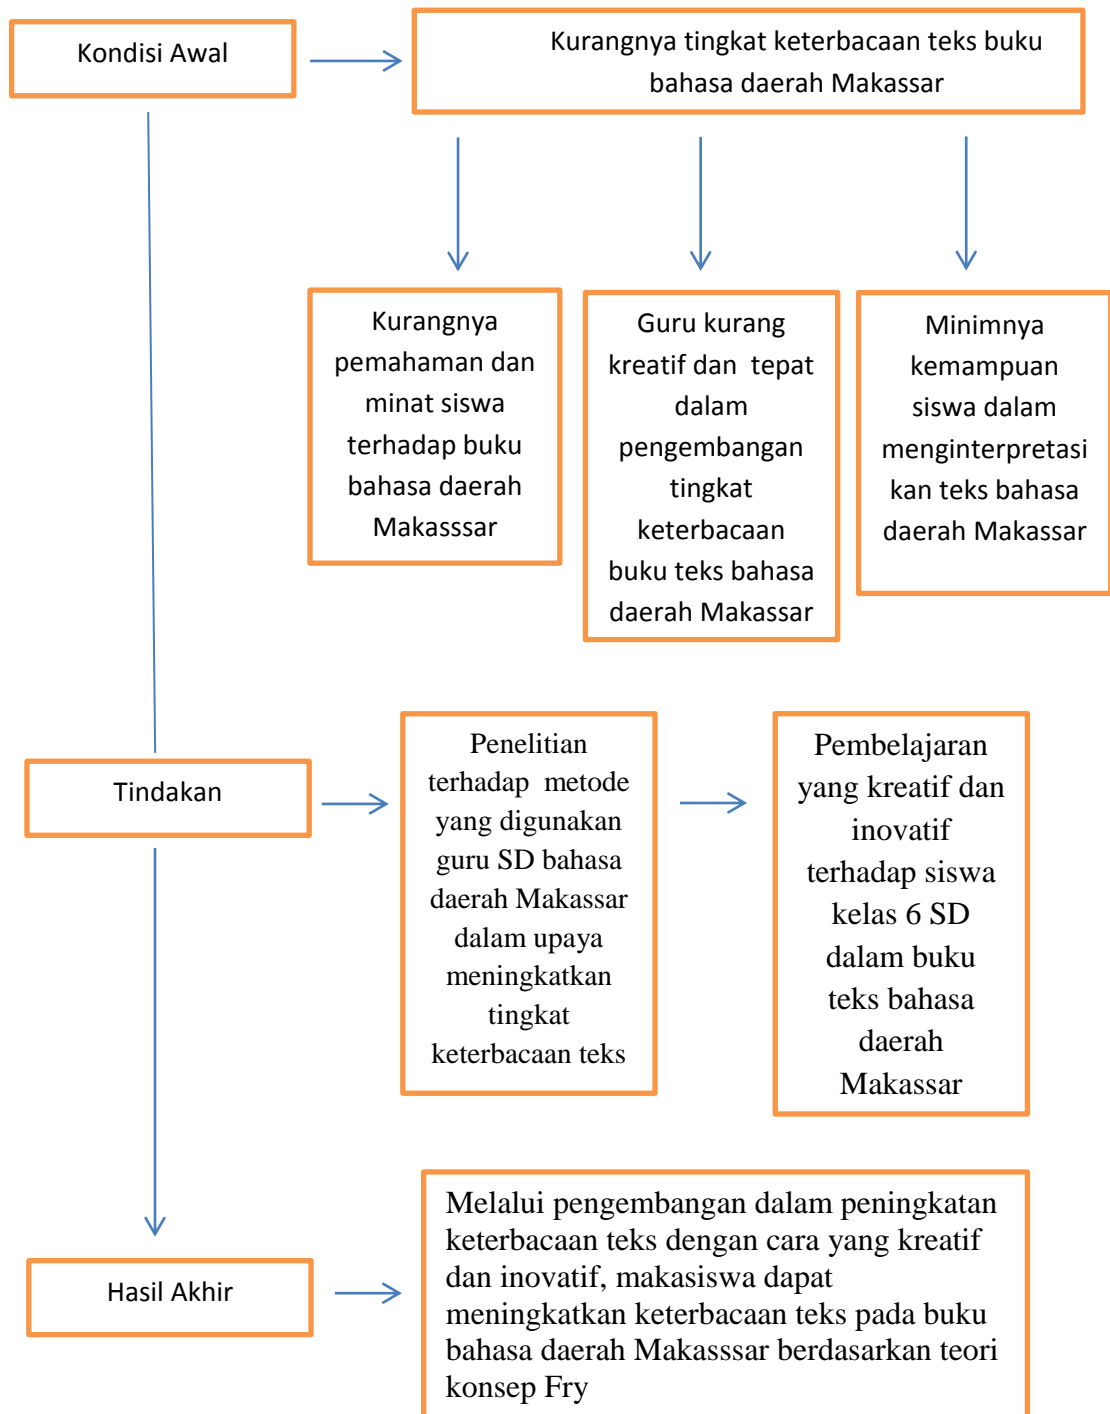 Kondisi Awal
Kurangnya tingkat keterbacaan teks buku
bahasa daerah Makassar
Kurangnya
pemahaman dan
minat siswa
terhadap buku
bahasa daerah
Makasssar
Guru kurang
kreatif dan tepat
dalam
pengembangan
tingkat
keterbacaan
buku teks bahasa
daerah Makassar
Minimnya
kemampuan
siswa dalam
menginterpretasi
kan teks bahasa
daerah Makassar
Tindakan
Penelitian
terhadap metode
yang digunakan
guru SD bahasa
daerah Makassar
dalam upaya
meningkatkan
tingkat
keterbacaan teks
Pembelajaran
yang kreatif dan
inovatif
terhadap siswa
kelas 6 SD
dalam buku
teks bahasa
daerah
Makassar
Hasil Akhir
Melalui pengembangan dalam peningkatan
keterbacaan teks dengan cara yang kreatif
dan inovatif, makasiswa dapat
meningkatkan keterbacaan teks pada buku
bahasa daerah Makasssar berdasarkan teori
konsep Fry